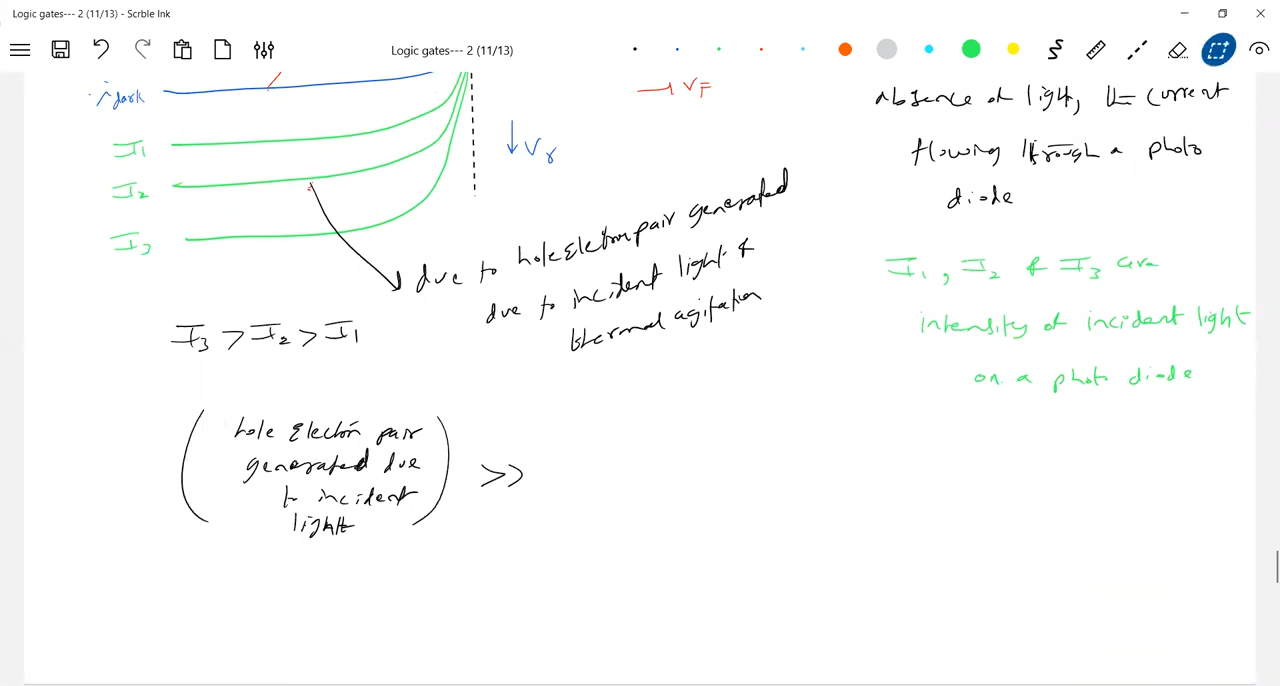 Logic gates--- 2 (11/13) - Scrble Ink
Logic gates--- 2 (11/13)
i dark
I1
I2
I3
VF
Vr
due to hole Electron pair generated
due to incident light &
thermal agitation
I3 > I2 > I1
hole Electron pair
generated due
to incident
light
>>
absence of light, the current
flowing through a photo
diode
I1, I2 & I3 are
intensity of incident light
on a photo diode